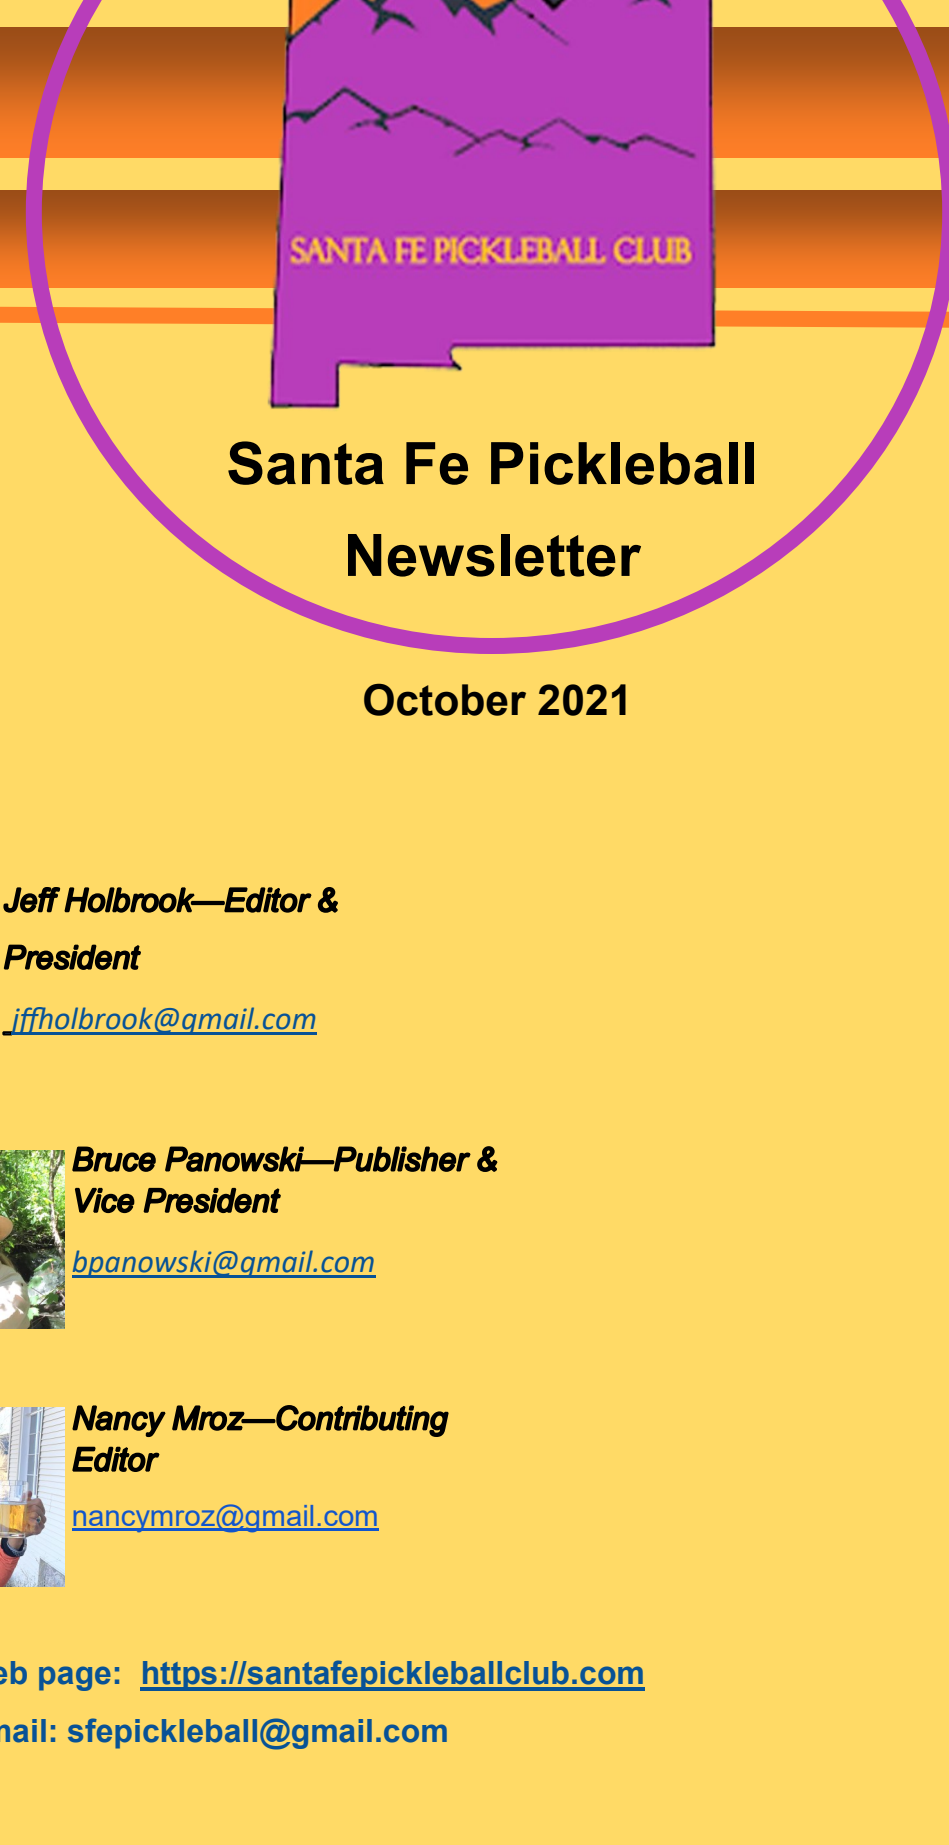 SANTA FE PICKLEBALL CLUB
Santa Fe Pickleball
Newsletter
October 2021
Jeff Holbrook—Editor &
President
jffholbrook@gmail.com
Bruce Panowski—Publisher &
Vice President
bpanowski@gmail.com
Nancy Mroz—Contributing
Editor
nancymroz@gmail.com
eb page: https://santafepickleballclub.com
nail: sfepickleball@gmail.com